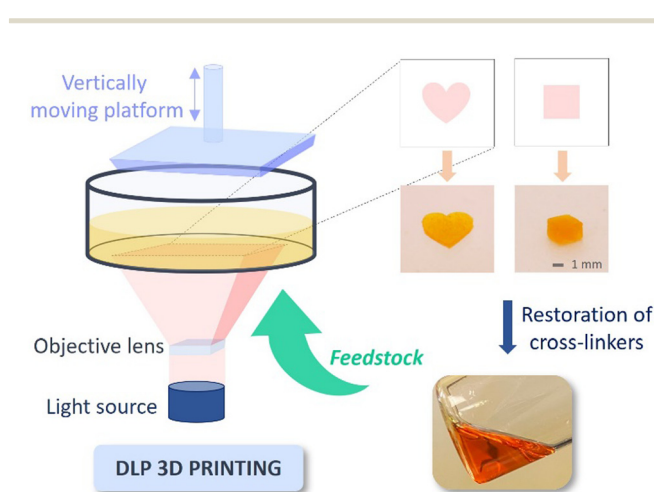 Vertically
moving platform
Objective lens
Light source
DLP 3D PRINTING
Feedstock
1 mm
Restoration of
cross-linkers